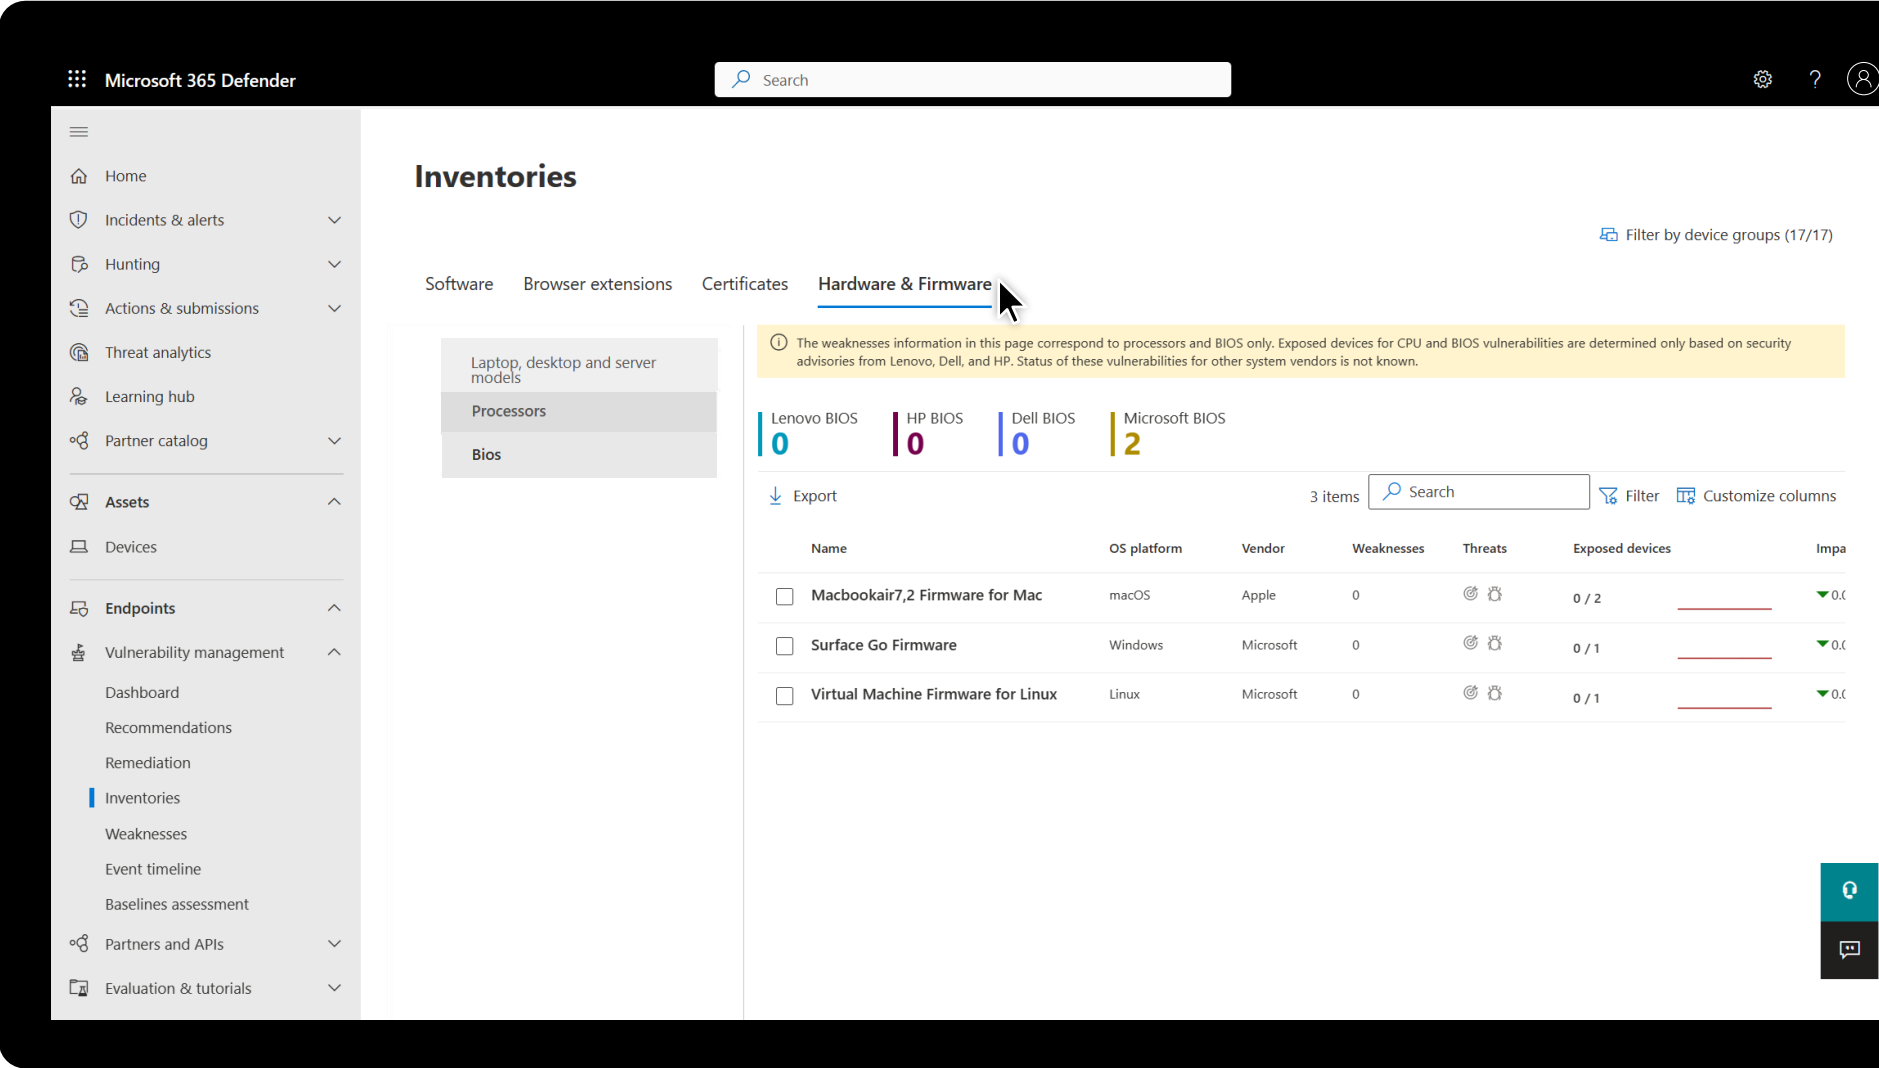 Microsoft 365 Defender
Search
Home
Incidents & alerts
Hunting
Actions & submissions
Threat analytics
Learning hub
Partner catalog
Assets
Devices
Endpoints
Vulnerability management
Dashboard
Recommendations
Remediation
Inventories
Weaknesses
Event timeline
Baselines assessment
Partners and APIs
Evaluation & tutorials
Inventories
Filter by device groups (17/17)
Software Browser extensions Certificates Hardware & Firmware
Laptop, desktop and server
models
Processors
Bios
The weaknesses information in this page correspond to processors and BIOS only. Exposed devices for CPU and BIOS vulnerabilities are determined only based on security
advisories from Lenovo, Dell, and HP. Status of these vulnerabilities for other system vendors is not known.
Lenovo BIOS HP BIOS Dell BIOS Microsoft BIOS
0 0 0 2
Export 3 items Search Filter Customize columns
Name OS platform Vendor Weaknesses Threats Exposed devices Impa
Macbookair7,2 Firmware for Mac macOS Apple 0 0 / 2 0.0
Surface Go Firmware Windows Microsoft 0 0 / 1 0.0
Virtual Machine Firmware for Linux Linux Microsoft 0 0 / 1 0.0